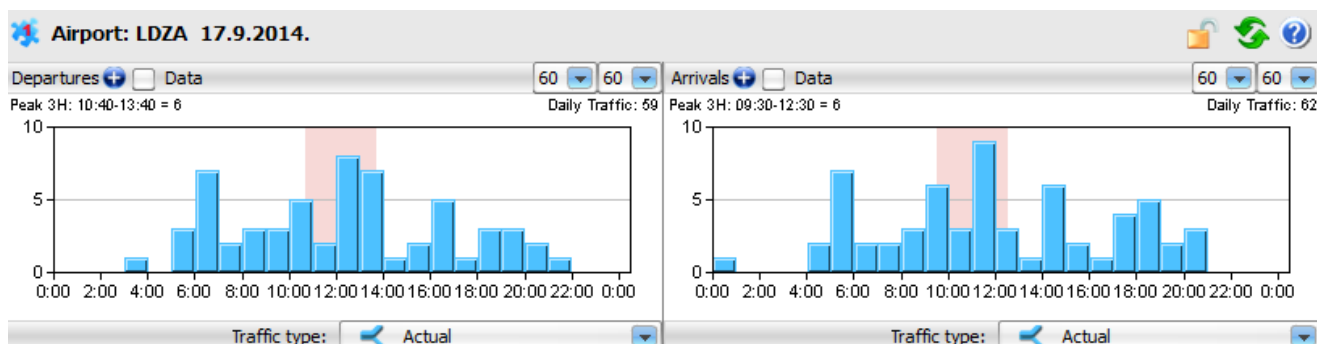 Airport: LDZA 17.9.2014.
Departures Data 60 60
Peak 3H: 10:40-13:40 = 6 Daily Traffic: 59
10
5
0
0:00 2:00 4:00 6:00 8:00 10:00 12:00 14:00 16:00 18:00 20:00 22:00 0:00
Traffic type: Actual
Arrivals Data 60 60
Peak 3H: 09:30-12:30 = 6 Daily Traffic: 62
10
5
0
0:00 2:00 4:00 6:00 8:00 10:00 12:00 14:00 16:00 18:00 20:00 22:00 0:00
Traffic type: Actual